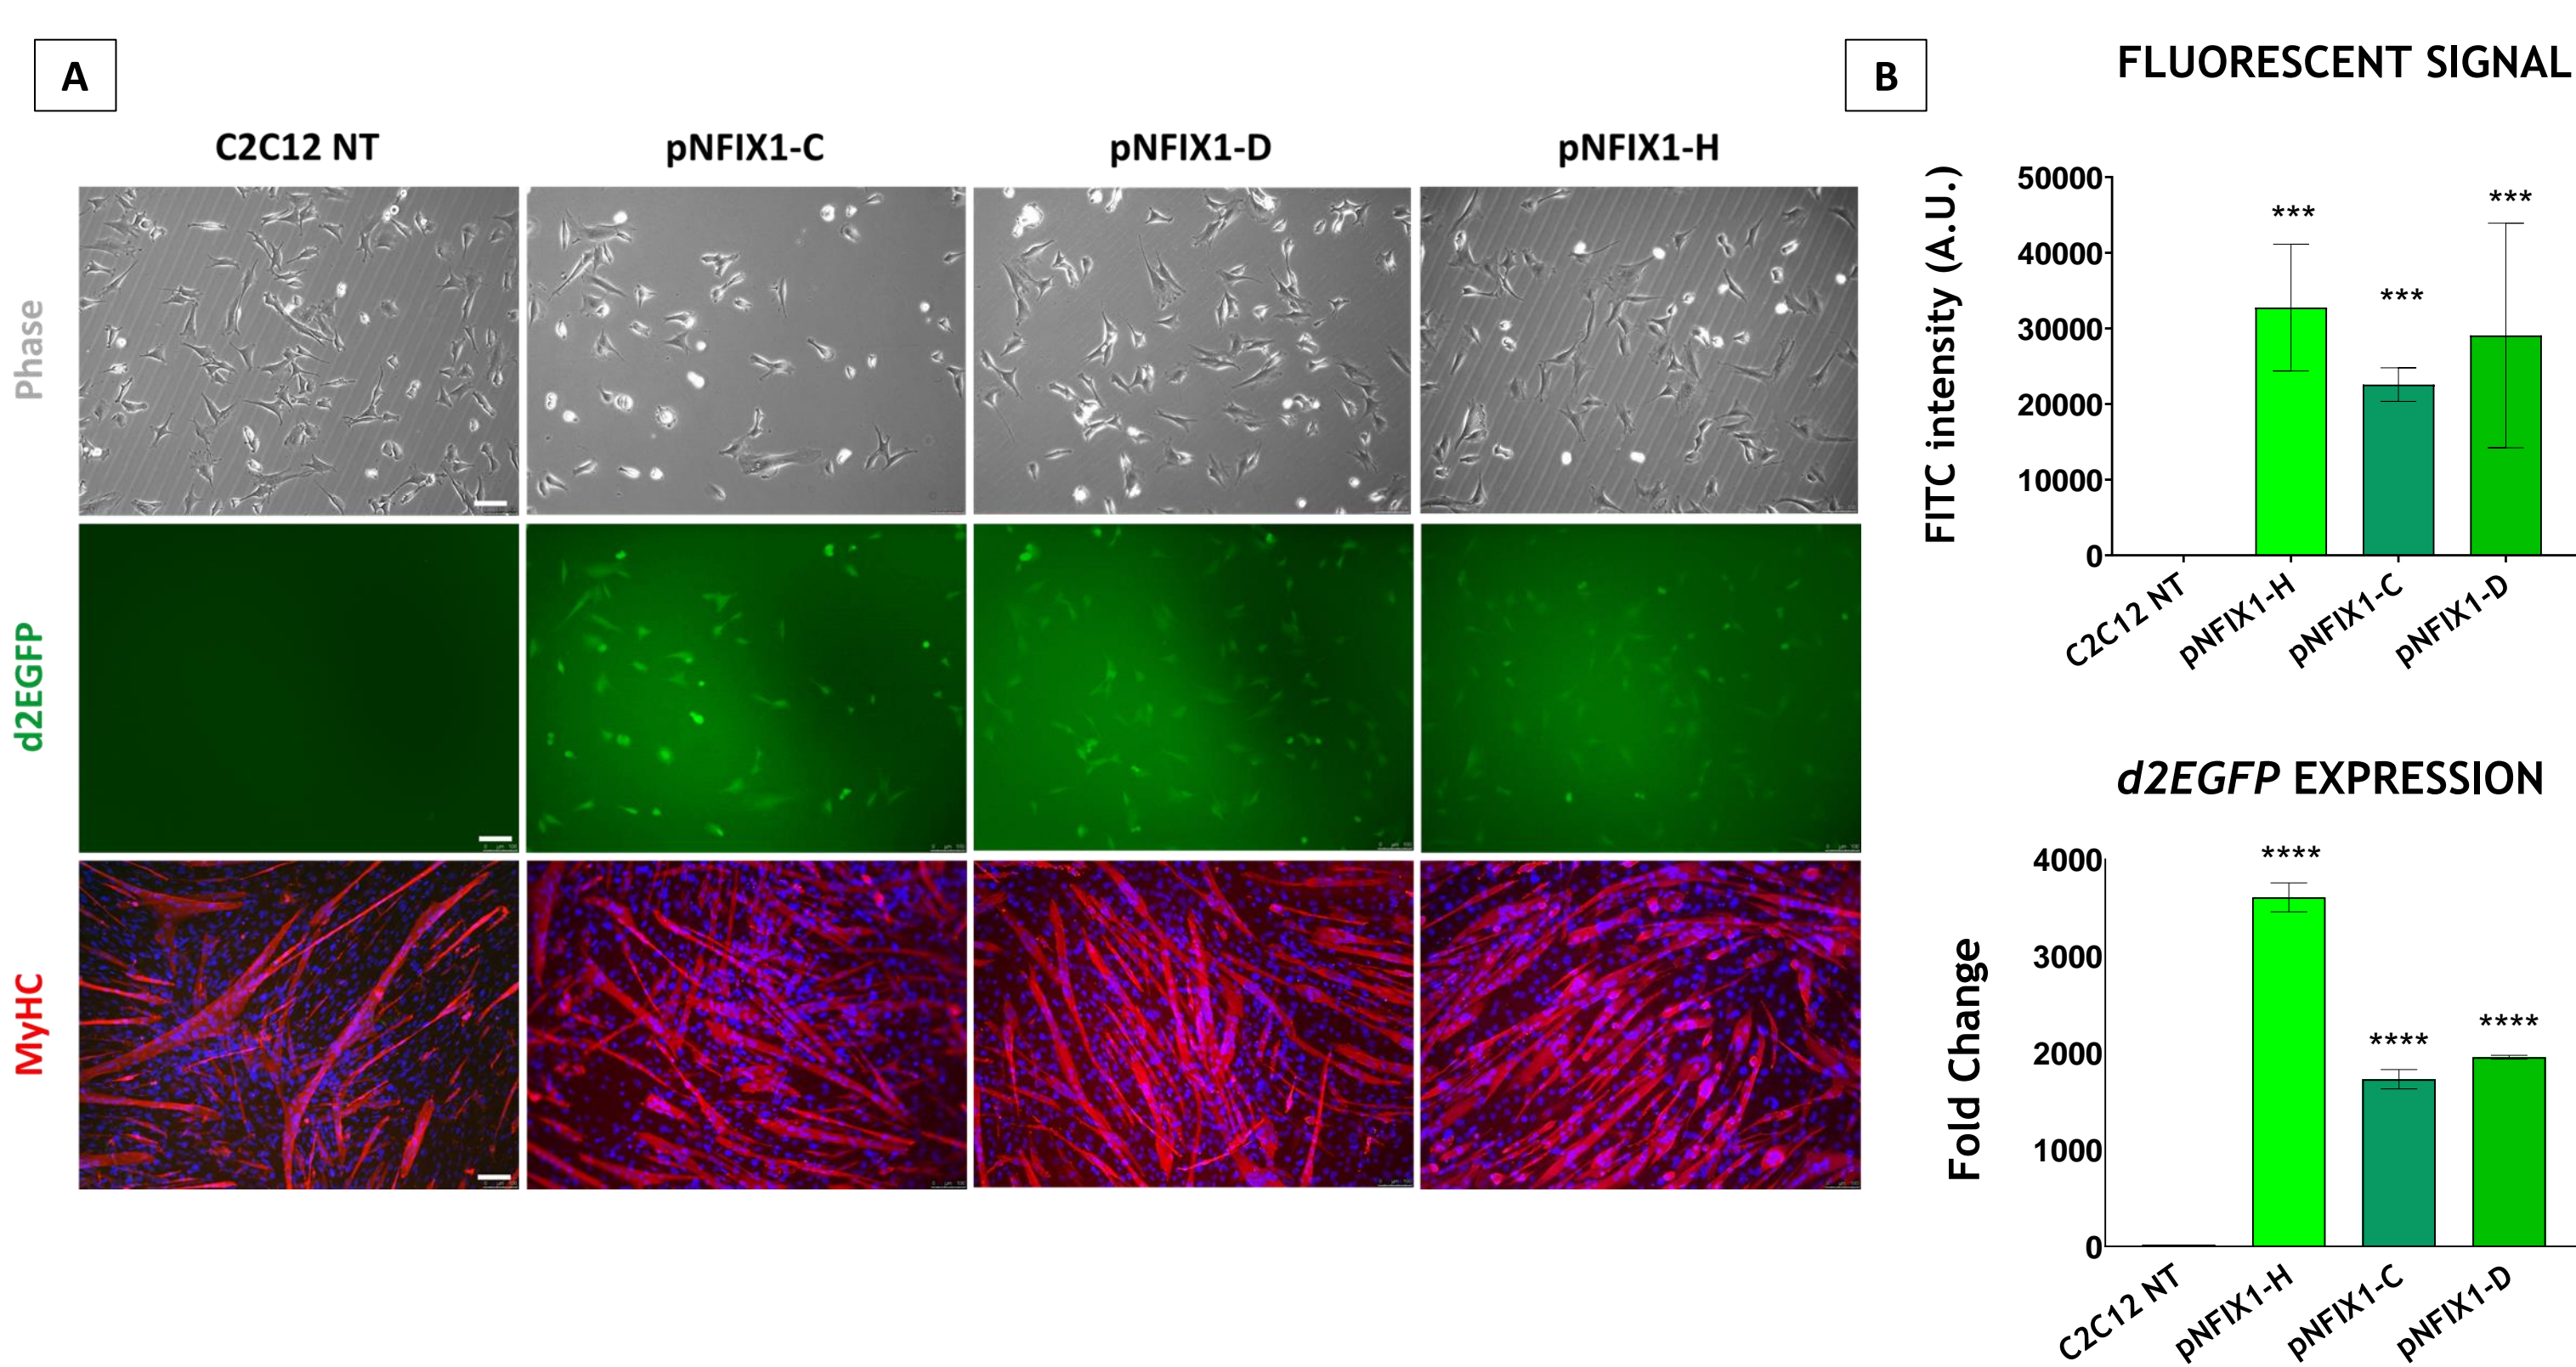 A
C2C12 NT
pNFIX1-C
pNFIX1-D
pNFIX1-H
Phase
d2EGFP
MyHC
B
FLUORESCENT SIGNAL
FITC intensity (A.U.)
50000
40000
30000
20000
10000
0
***
***
***
C2C12 NT
pNFIX1-H
pNFIX1-C
pNFIX1-D
d2EGFP EXPRESSION
Fold Change
4000
3000
2000
1000
0
****
****
****
C2C12 NT
pNFIX1-H
pNFIX1-C
pNFIX1-D